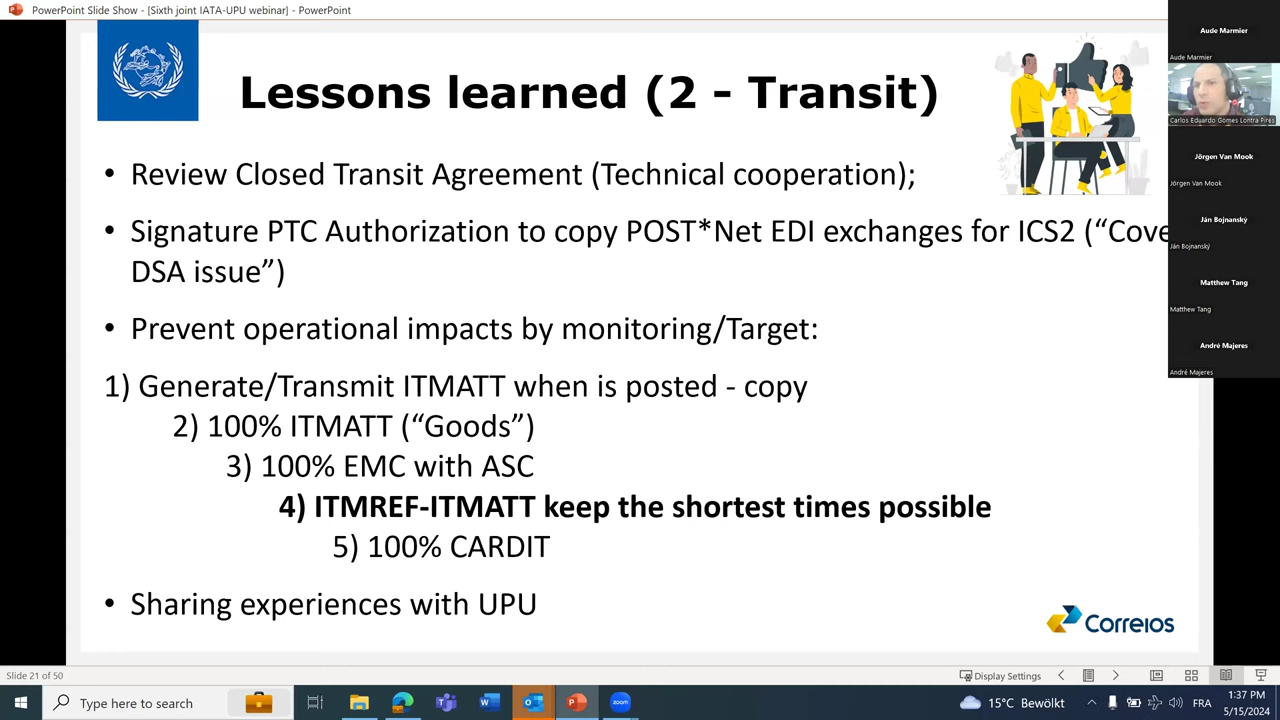 PowerPoint Slide Show - [Sixth joint IATA-UPU webinar] - PowerPoint
Lessons learned (2 - Transit)
• Review Closed Transit Agreement (Technical cooperation);
• Signature PTC Authorization to copy POST*Net EDI exchanges for ICS2 (“Cove
DSA issue”)
• Prevent operational impacts by monitoring/Target:
1) Generate/Transmit ITMATT when is posted - copy
2) 100% ITMATT (“Goods”)
3) 100% EMC with ASC
4) ITMREF-ITMATT keep the shortest times possible
5) 100% CARDIT
• Sharing experiences with UPU
Correios
Aude Marmier
Aude Marmier
Carlos Eduardo Gomes Lontra Pires
Jörgen Van Mook
Jörgen Van Mook
Ján Bojnanský
Ján Bojnanský
Matthew Tang
Matthew Tang
André Majeres
André Majeres
Slide 21 of 50
Display Settings
Type here to search
zoom
15°C Bewölkt
FRA
1:37 PM
5/15/2024